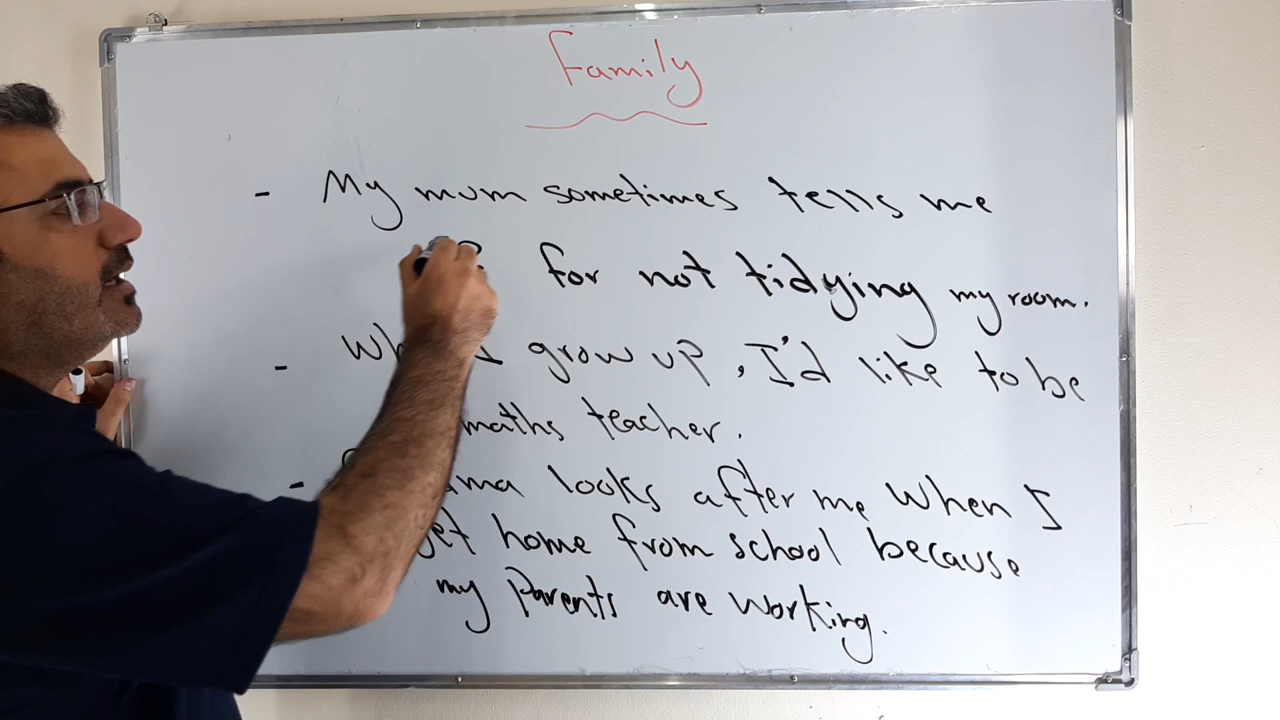 Family
- My mum sometimes tells me
for not tidying my room.
- grow up, I'd like to be
maths teacher.
- looks after me when I
get home from school because
my Parents are working.